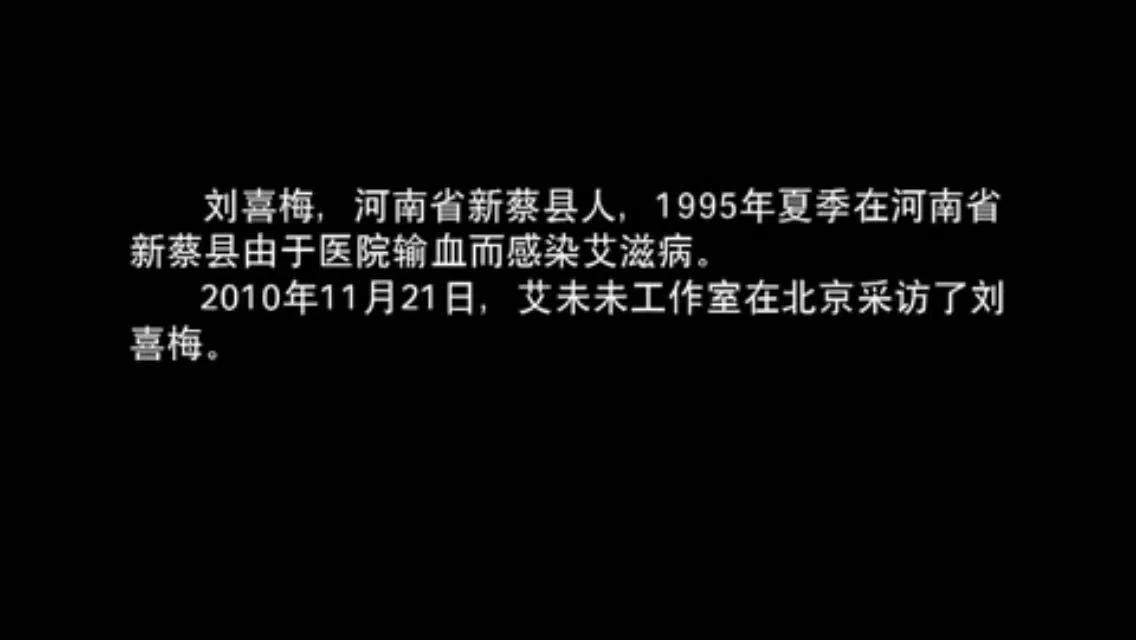 刘喜梅，河南省新蔡县人，1995年夏季在河南省
新蔡县由于医院输血而感染艾滋病。
2010年11月21日，艾未未工作室在北京采访了刘
喜梅。